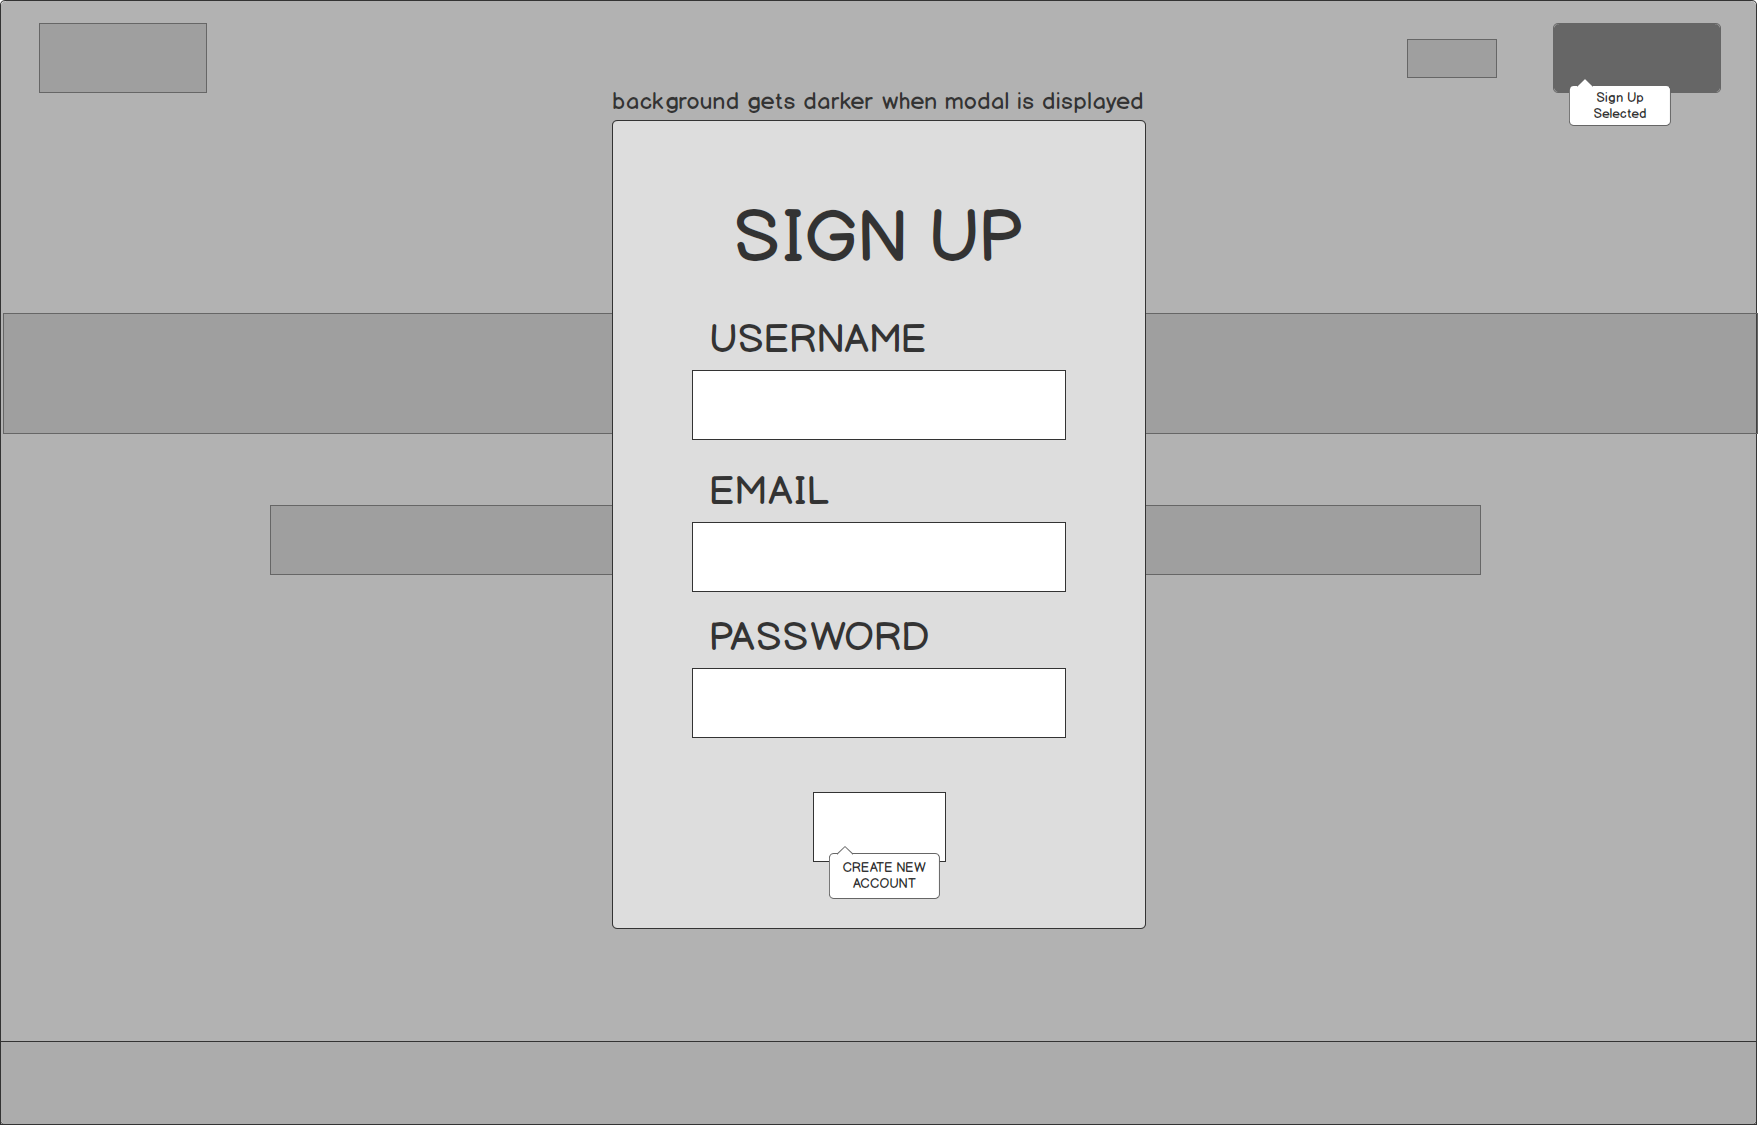 background gets darker when modal is displayed
Sign Up
Selected
SIGN UP
USERNAME
EMAIL
PASSWORD
CREATE NEW
ACCOUNT